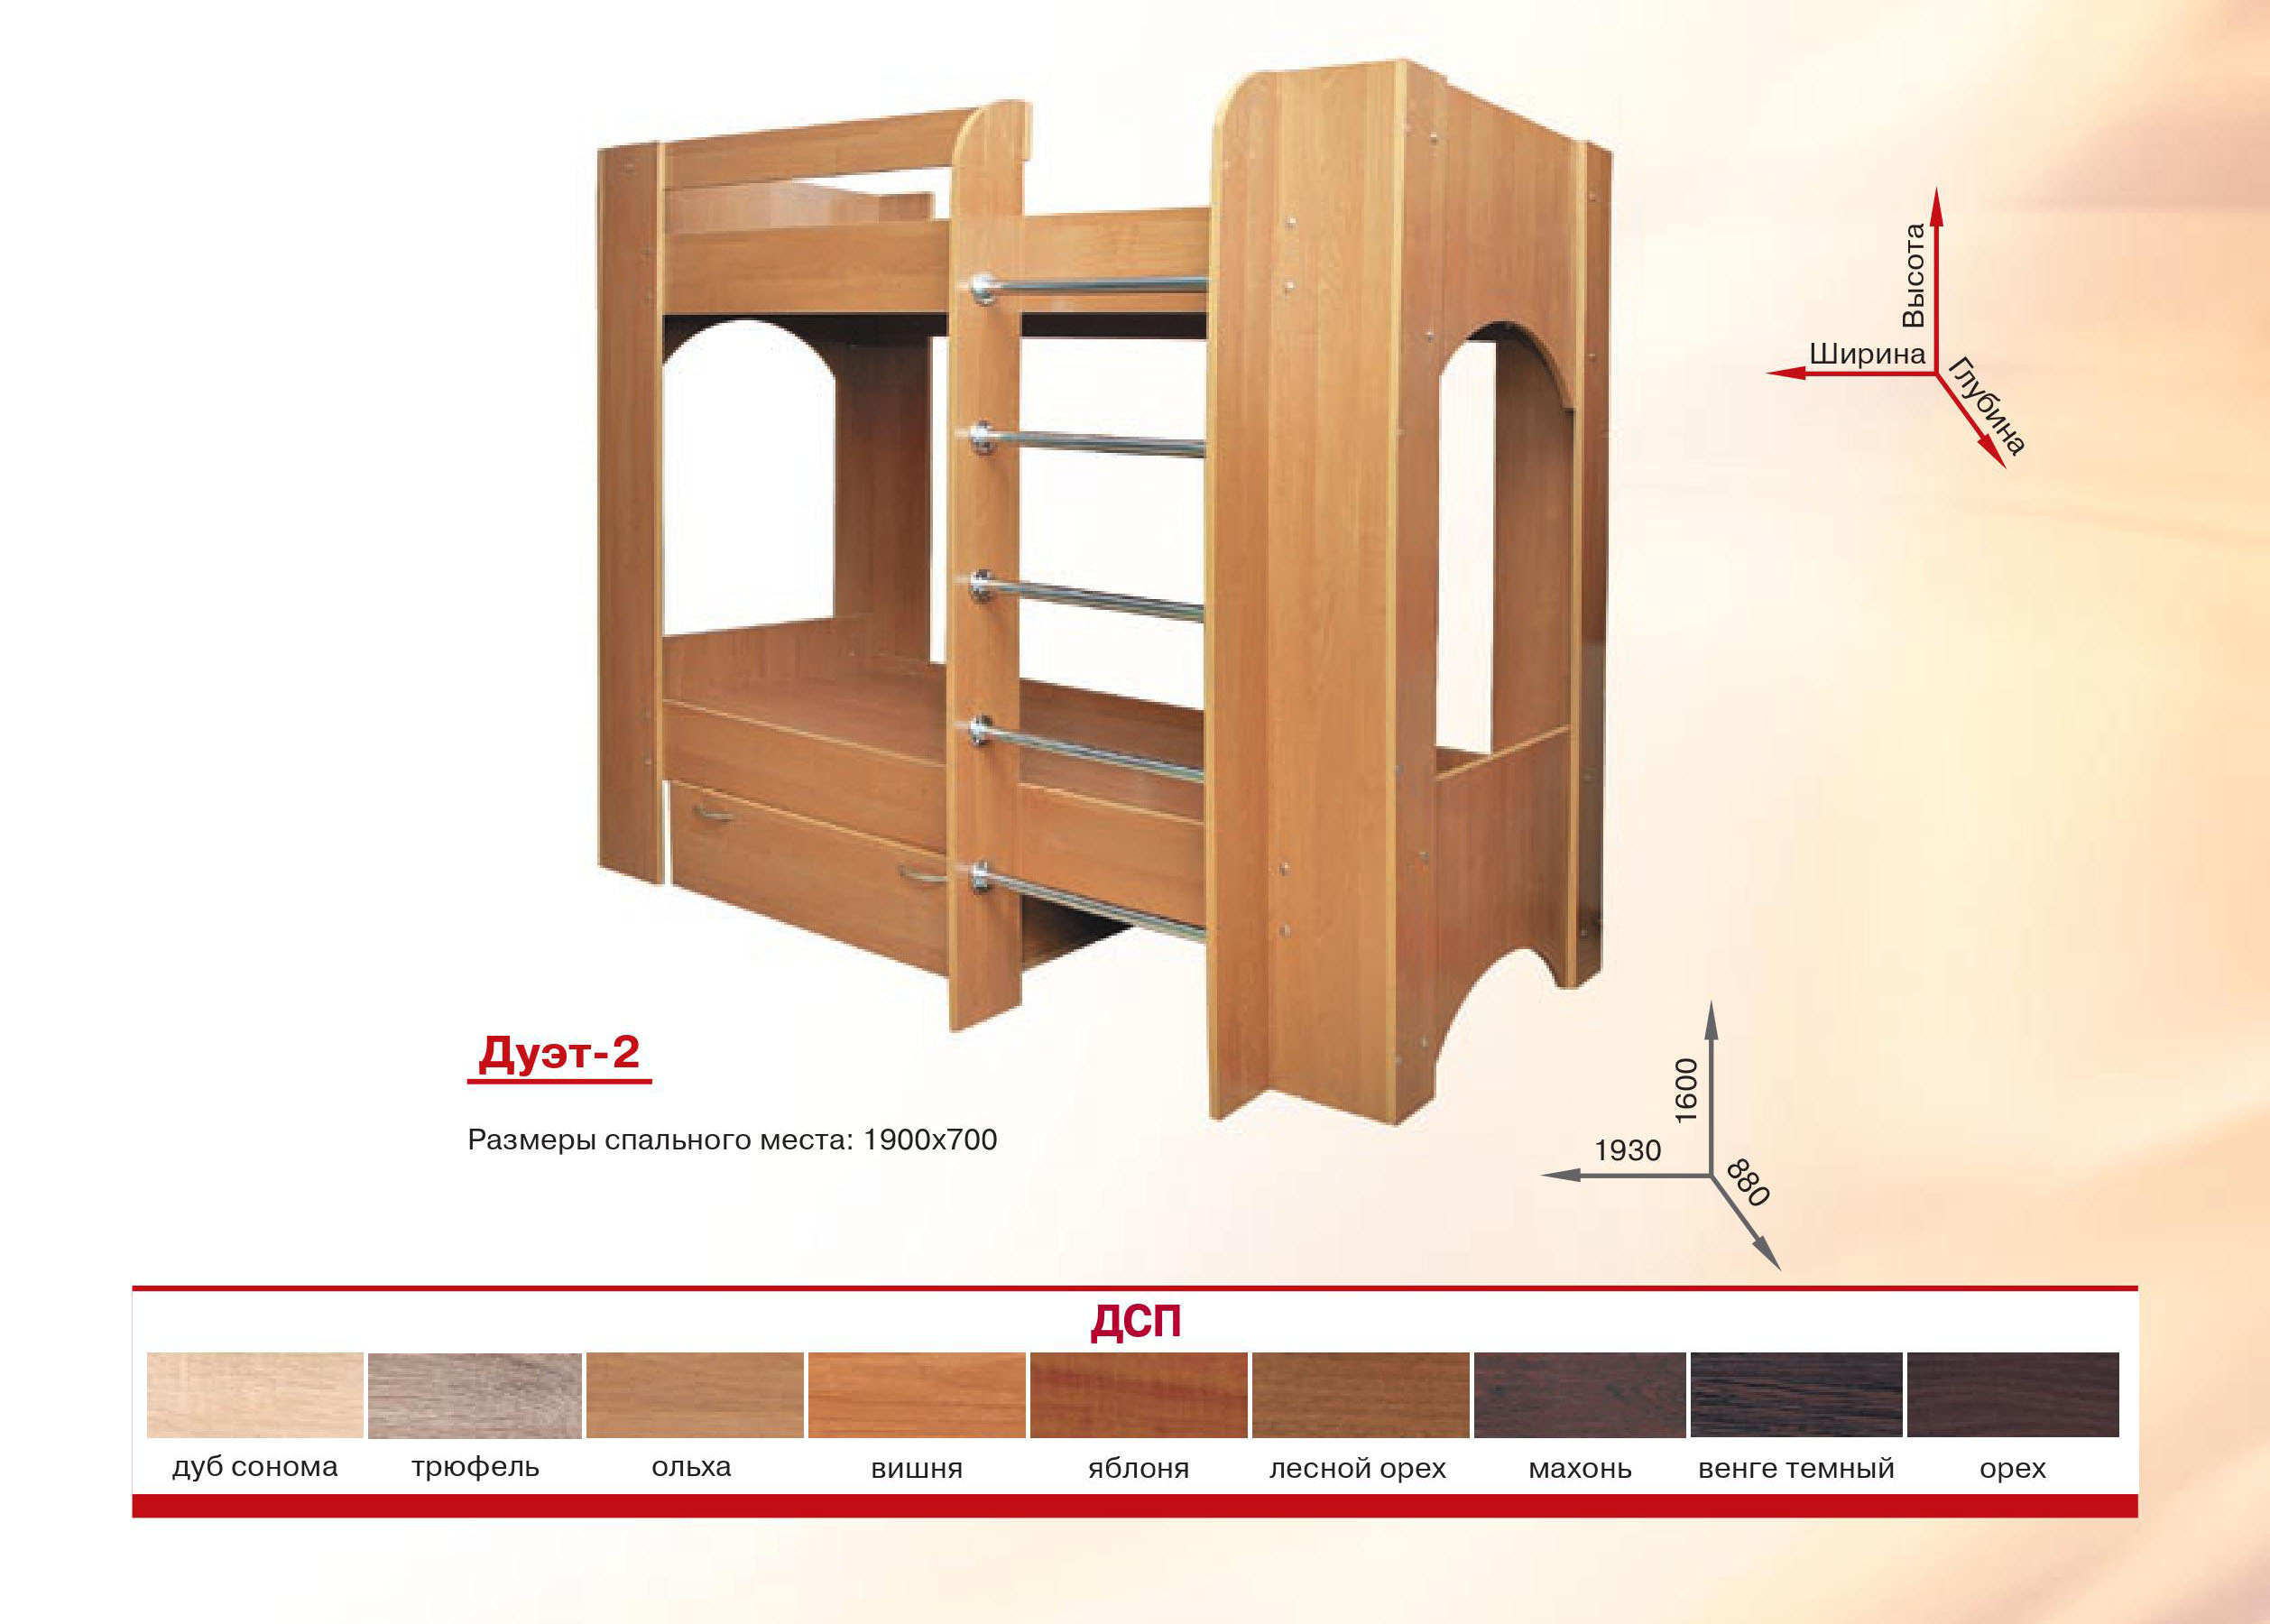 Высота
Ширина
Глубина
Дуэт-2
Размеры спального места: 1900х700
1600
1930
880
ДСП
дуб сонома
трюфель
ольха
вишня
яблоня
лесной орех
махонь
венге темный
орех